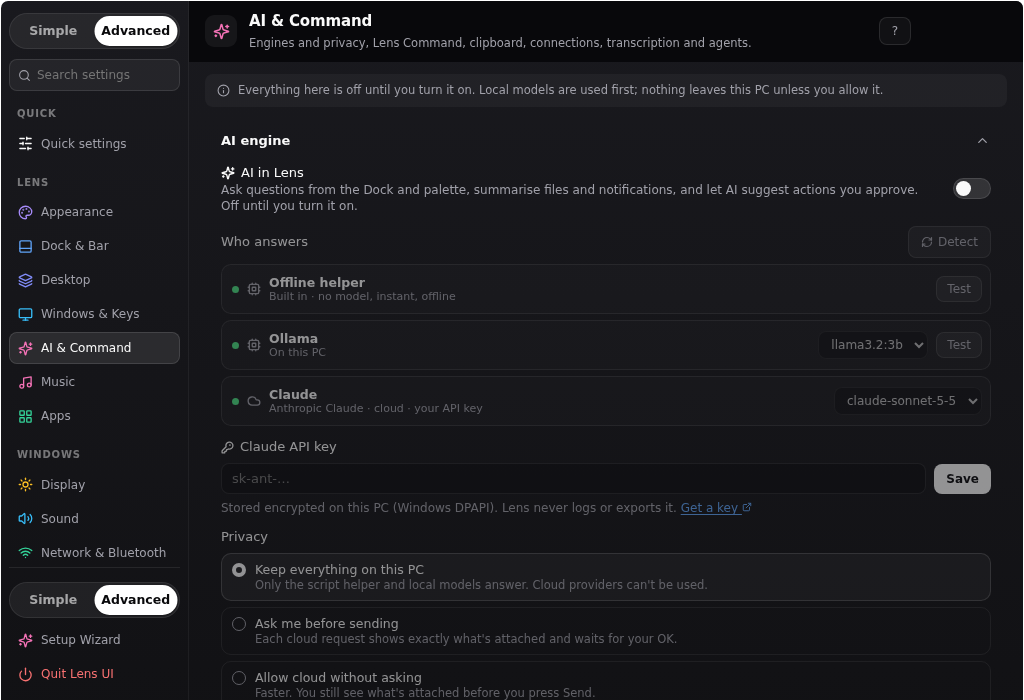 Simple
Advanced
Search settings
QUICK
Quick settings
LENS
Appearance
Dock & Bar
Desktop
Windows & Keys
AI & Command
Music
Apps
WINDOWS
Display
Sound
Network & Bluetooth
Simple
Advanced
Setup Wizard
Quit Lens UI
AI & Command
Engines and privacy, Lens Command, clipboard, connections, transcription and agents.
?
Everything here is off until you turn it on. Local models are used first; nothing leaves this PC unless you allow it.
AI engine
AI in Lens
Ask questions from the Dock and palette, summarise files and notifications, and let AI suggest actions you approve.
Off until you turn it on.
Who answers
Detect
Offline helper
Built in · no model, instant, offline
Test
Ollama
On this PC
llama3.2:3b
Test
Claude
Anthropic Claude · cloud · your API key
claude-sonnet-5-5
Claude API key
sk-ant-...
Save
Stored encrypted on this PC (Windows DPAPI). Lens never logs or exports it. Get a key
Privacy
Keep everything on this PC
Only the script helper and local models answer. Cloud providers can't be used.
Ask me before sending
Each cloud request shows exactly what's attached and waits for your OK.
Allow cloud without asking
Faster. You still see what's attached before you press Send.